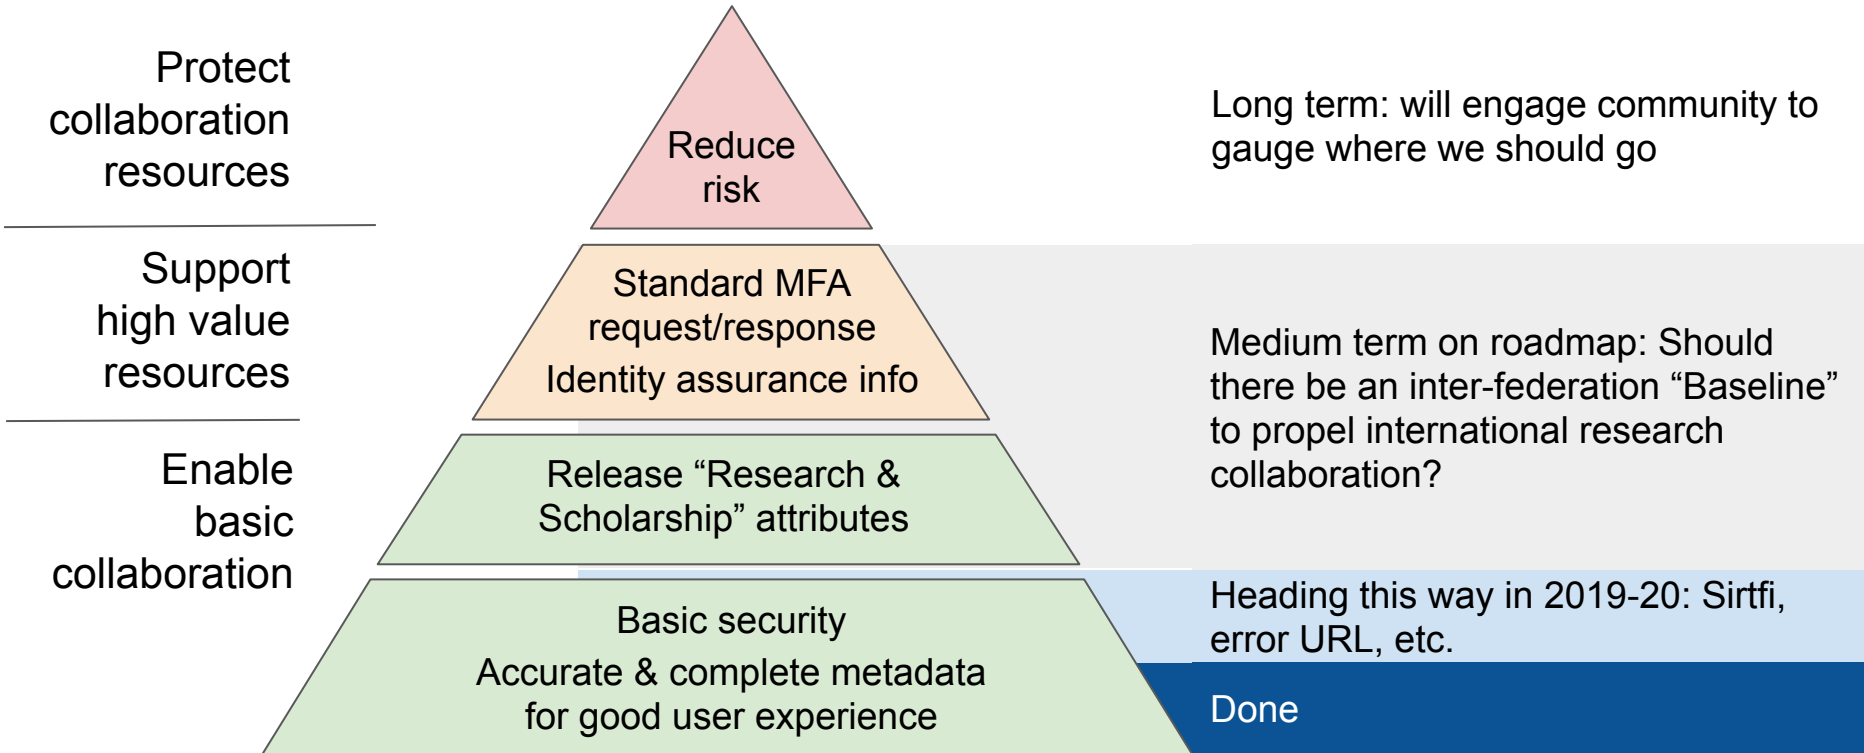 Protect
collaboration
resources
Reduce
risk
Long term: will engage community to
gauge where we should go
Support
high value
resources
Standard MFA
request/response
Identity assurance info
Medium term on roadmap: Should
there be an inter-federation “Baseline”
to propel international research
collaboration?
Enable
basic
collaboration
Release “Research &
Scholarship” attributes
Basic security
Accurate & complete metadata
for good user experience
Heading this way in 2019-20: Sirtfi,
error URL, etc.
Done